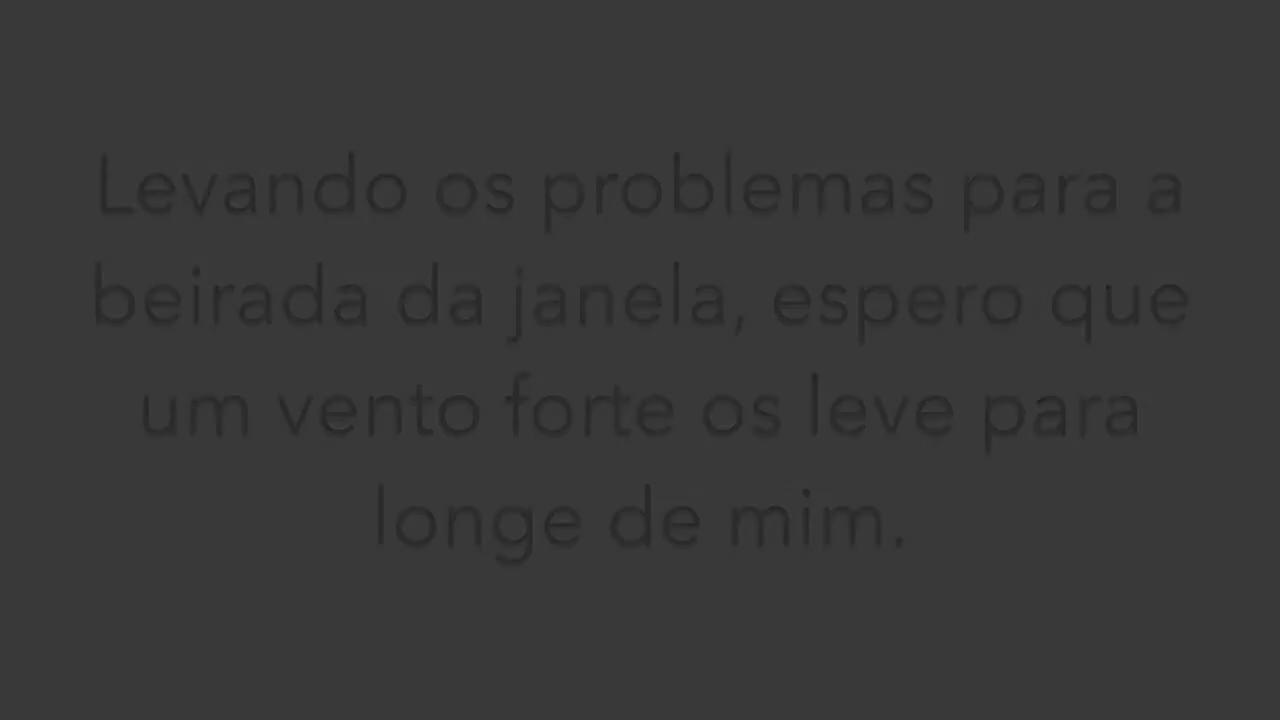 Levando os problemas para a
beirada da janela, espero que
um vento forte os leve para
longe de mim.